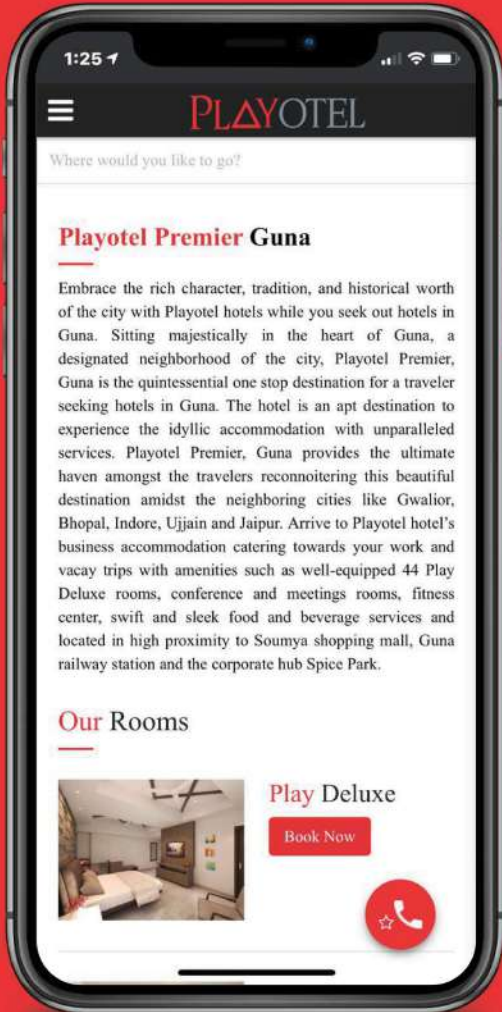 1:25
PLAYOTEL
Where would you like to go?
Playotel Premier Guna
Embrace the rich character, tradition, and historical worth
of the city with Playotel hotels while you seek out hotels in
Guna. Sitting majestically in the heart of Guna, a
designated neighborhood of the city, Playotel Premier,
Guna is the quintessential one stop destination for a traveler
seeking hotels in Guna. The hotel is an apt destination to
experience the idyllic accommodation with unparalleled
services. Playotel Premier, Guna provides the ultimate
haven amongst the travelers reconnoitering this beautiful
destination amidst the neighboring cities like Gwalior,
Bhopal, Indore, Ujjain and Jaipur. Arrive to Playotel hotel’s
business accommodation catering towards your work and
vacay trips with amenities such as well-equipped 44 Play
Deluxe rooms, conference and meetings rooms, fitness
center, swift and sleek food and beverage services and
located in high proximity to Soumya shopping mall, Guna
railway station and the corporate hub Spice Park.
Our Rooms
Play Deluxe
Book Now